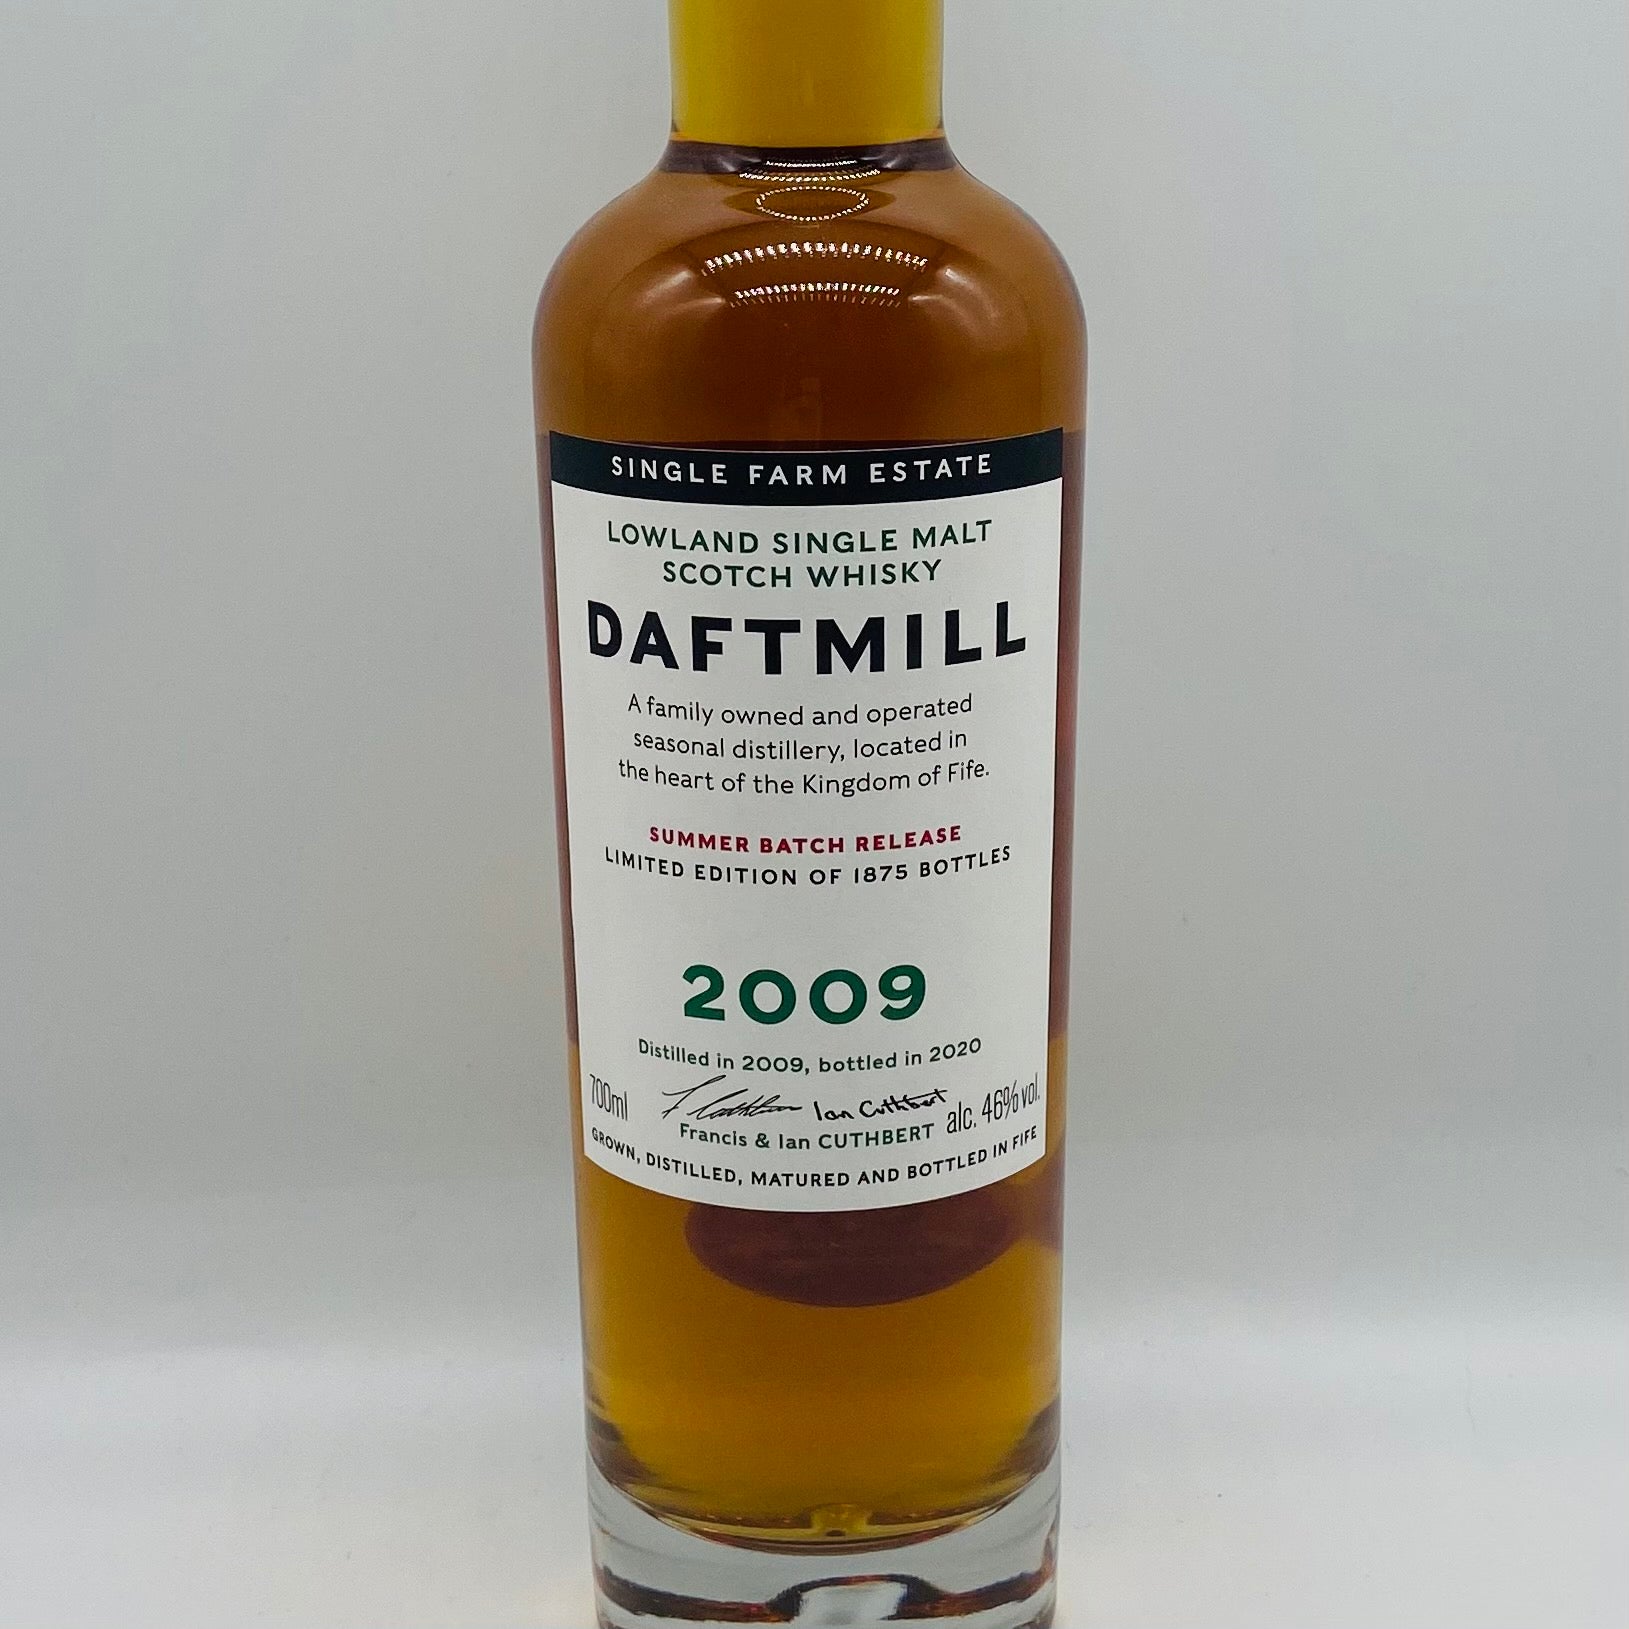 SINGLE FARM ESTATE
LOWLAND SINGLE MALT
SCOTCH WHISKY
DAFTMILL
A family owned and operated
seasonal distillery, located in
the heart of the Kingdom of Fife.
SUMMER BATCH RELEASE
LIMITED EDITION OF 1875 BOTTLES
2009
Distilled in 2009, bottled in 2020
700ml
Ian Cuthbert
alc. 46% vol.
Francis & Ian CUTHBERT
GROWN, DISTILLED, MATURED AND BOTTLED IN FIFE